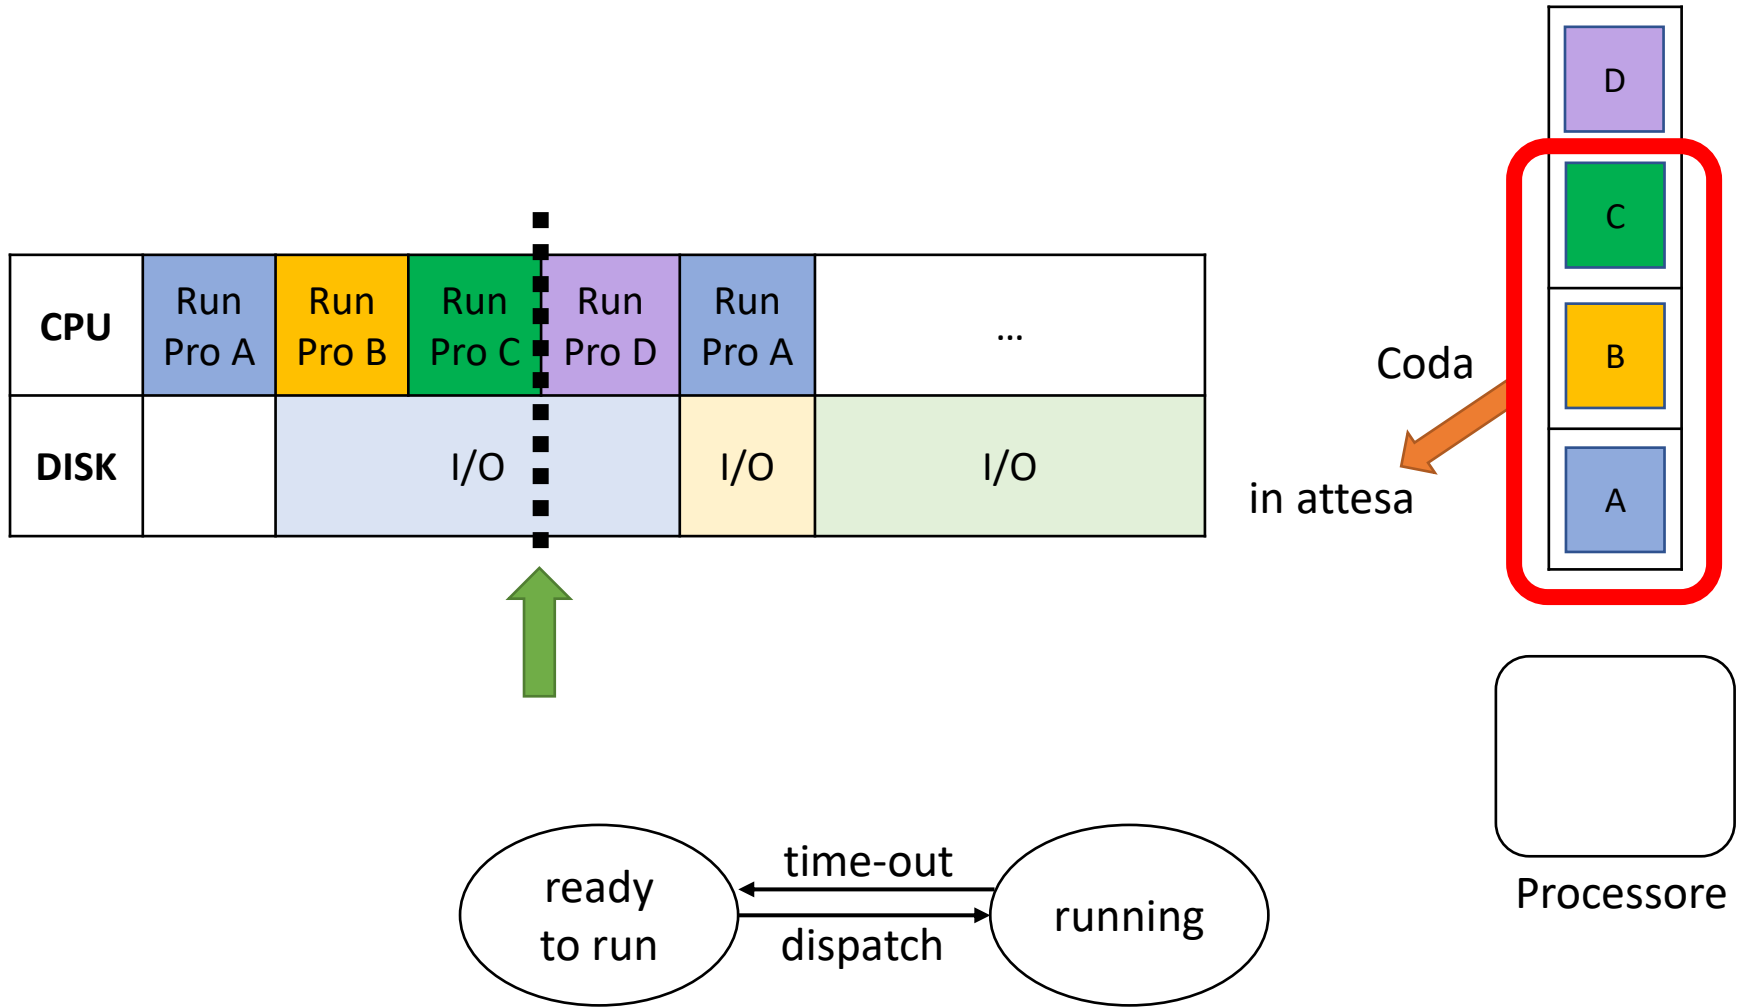 CPU
Run
Pro A
Run
Pro B
Run
Pro C
Run
Pro D
Run
Pro A
...
DISK
I/O
I/O
I/O
D
C
B
A
Coda
in attesa
Processore
ready
to run
time-out
dispatch
running